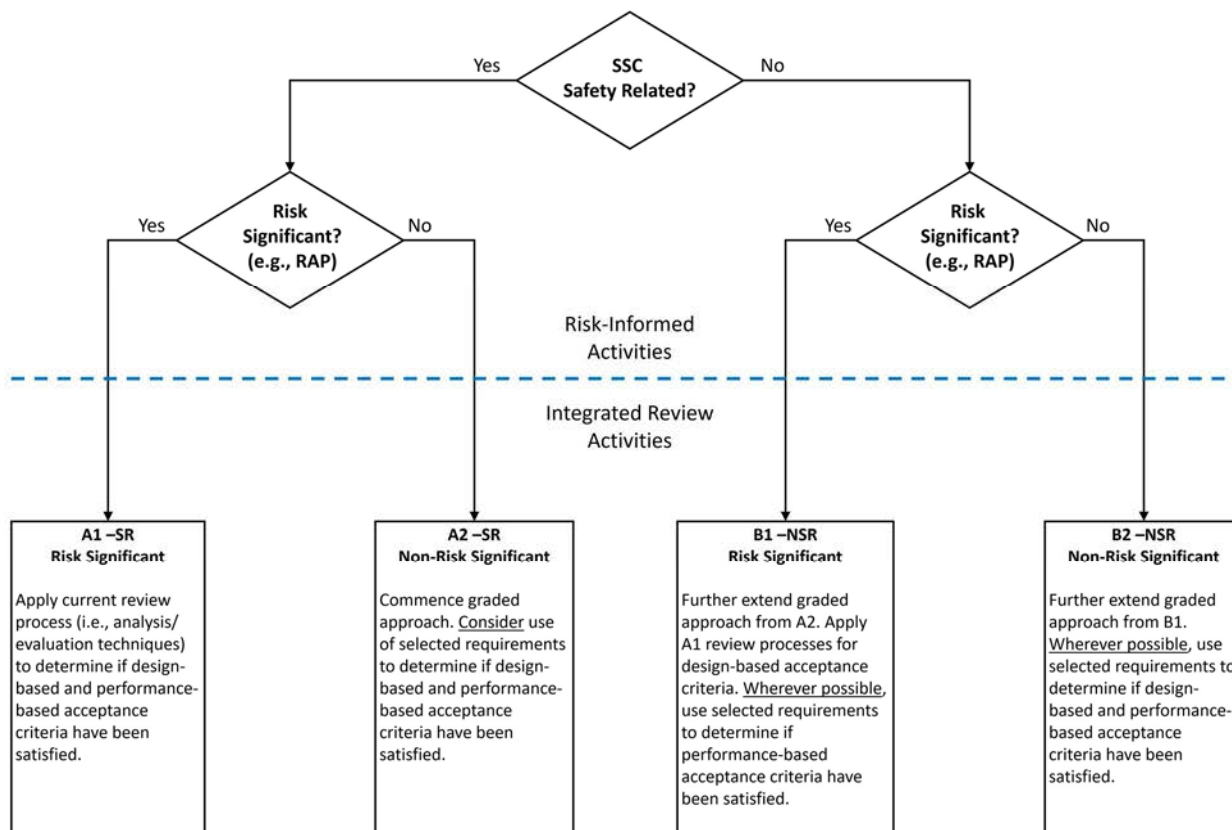 SSC
Safety Related?
Yes
No
Risk
Significant?
(e.g., RAP)
Yes
No
Risk
Significant?
(e.g., RAP)
Yes
No
Risk-Informed
Activities
Integrated Review
Activities
A1 –SR
Risk Significant
Apply current review
process (i.e., analysis/
evaluation techniques)
to determine if design-
based and performance-
based acceptance
criteria have been
satisfied.
A2 –SR
Non-Risk Significant
Commence graded
approach. Consider use
of selected requirements
to determine if design-
based and performance-
based acceptance
criteria have been
satisfied.
B1 –NSR
Risk Significant
Further extend graded
approach from A2. Apply
A1 review processes for
design-based acceptance
criteria. Wherever possible,
use selected requirements
to determine if
performance-based
acceptance criteria have
been satisfied.
B2 –NSR
Non-Risk Significant
Further extend graded
approach from B1.
Wherever possible, use
selected requirements to
determine if design-
based and performance-
based acceptance
criteria have been
satisfied.